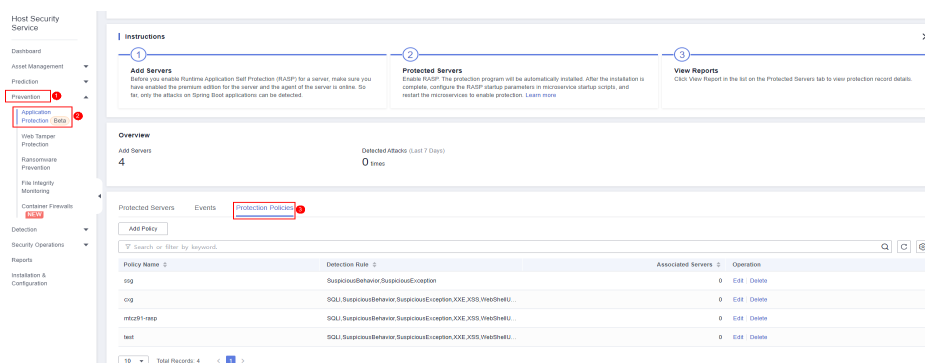 Host Security
Service
Dashboard
Asset Management
Prediction
Prevention 1
Application
Protection Beta 2
Web Tamper
Protection
Ransomware
Prevention
File Integrity
Monitoring
Container Firewalls
NEW
Detection
Security Operations
Reports
Installation &
Configuration
Instructions
1
Add Servers
Before you enable Runtime Application Self Protection (RASP) for a server, make sure you
have enabled the premium edition for the server and the agent of the server is online. So
far, only the attacks on Spring Boot applications can be detected.
2
Protected Servers
Enable RASP. The protection program will be automatically installed. After the installation is
complete, configure the RASP startup parameters in microservice startup scripts, and
restart the microservices to enable protection. Learn more
3
View Reports
Click View Report in the list on the Protected Servers tab to view protection record details.
Overview
Add Servers
4
Detected Attacks (Last 7 Days)
0 times
Protected Servers Events Protection Policies 3
Add Policy
Search or filter by keyword.
Policy Name Detection Rule Associated Servers Operation
ssg SuspiciousBehavior,SuspiciousException 0 Edit Delete
cxg SQLI,SuspiciousBehavior,SuspiciousException,XXE,XSS,WebShellU... 0 Edit Delete
mtcz91-rasp SQLI,SuspiciousBehavior,SuspiciousException,XXE,XSS,WebShellU... 0 Edit Delete
test SQLI,SuspiciousBehavior,SuspiciousException,XXE,XSS,WebShellU... 0 Edit Delete
10 Total Records: 4 < 1 >